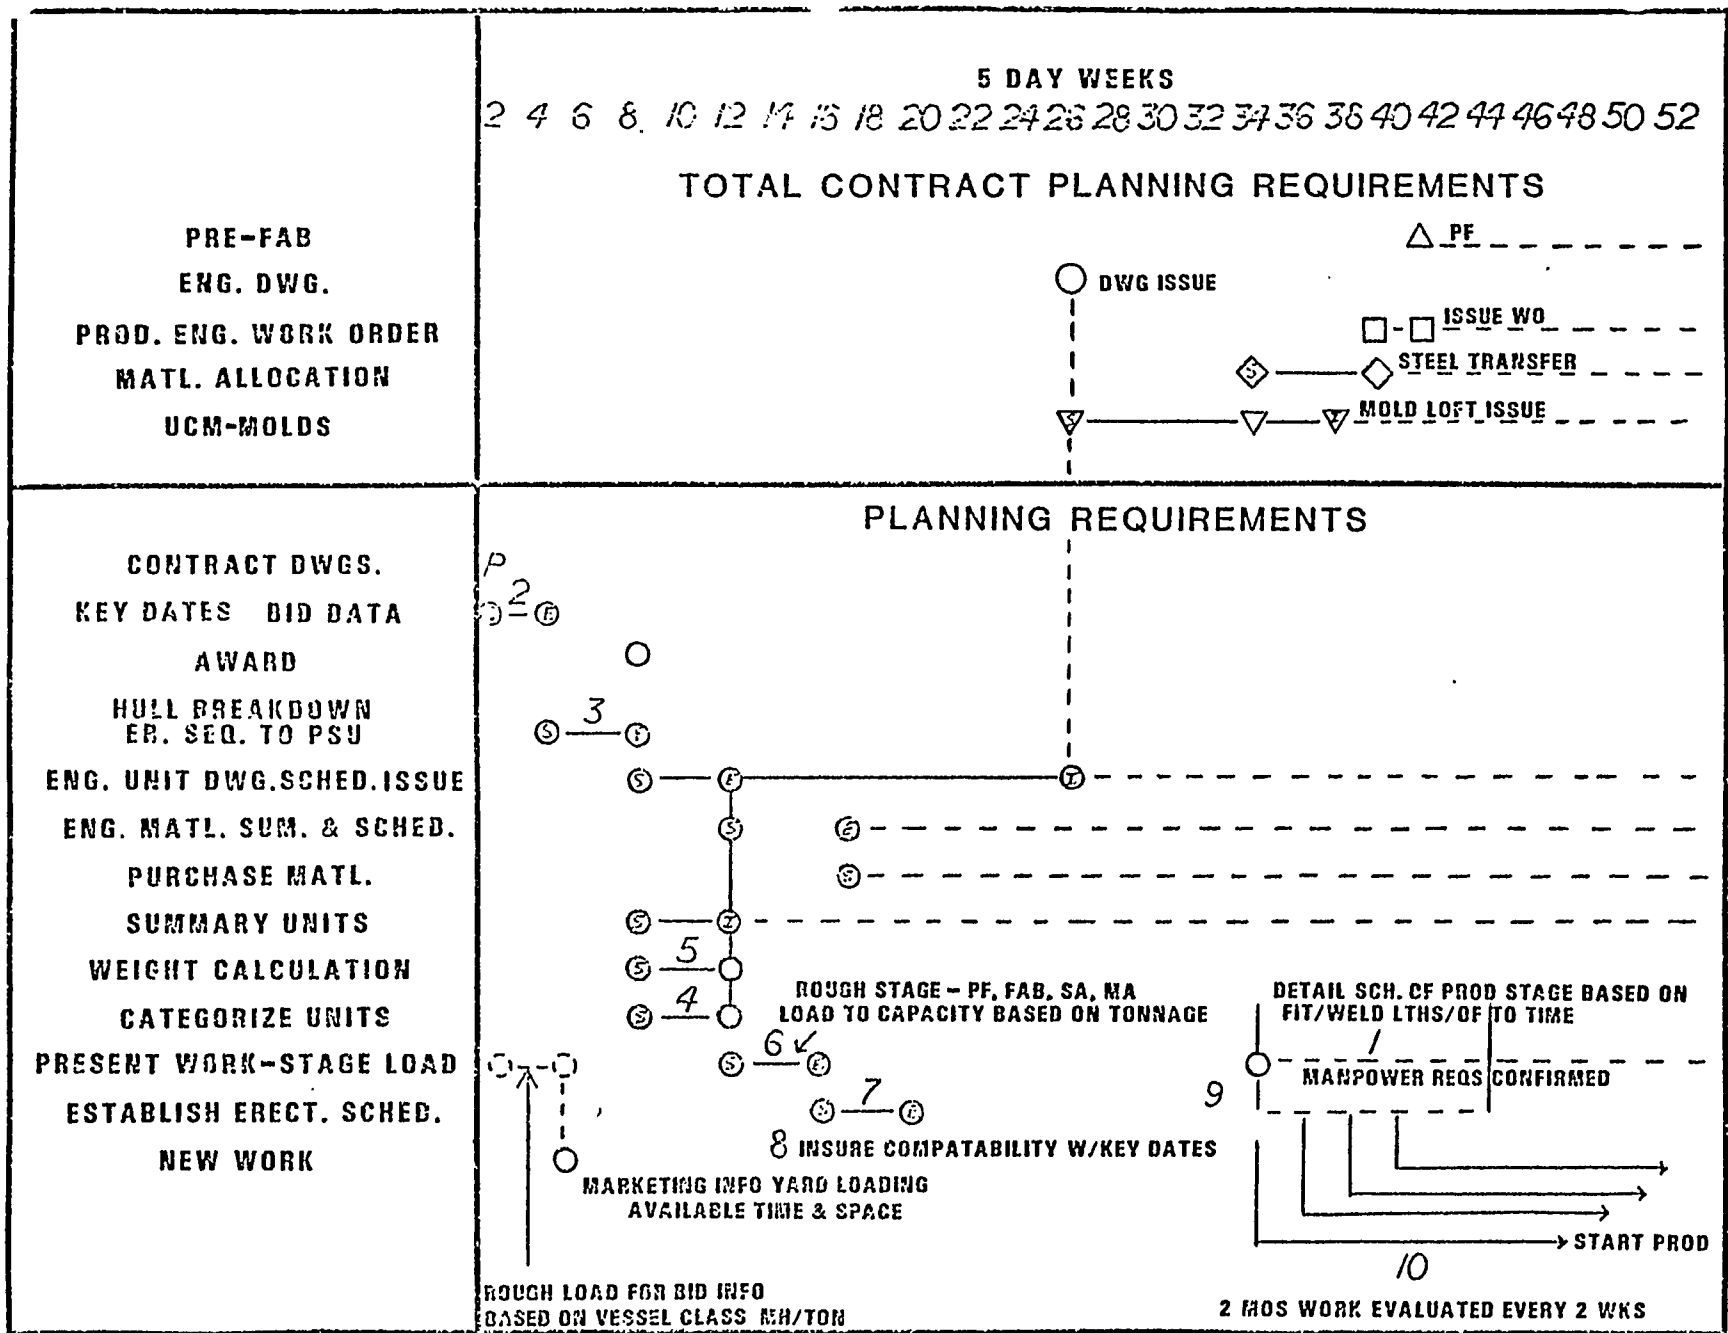 5 DAY WEEKS
2 4 6 8. 10 12 14 16 18 20 22 24 26 28 30 32 34 36 38 40 42 44 46 48 50 52
TOTAL CONTRACT PLANNING REQUIREMENTS
PRE-FAB
PF
ENG. DWG.
DWG ISSUE
PROD. ENG. WORK ORDER
ISSUE WO
MATL. ALLOCATION
S
STEEL TRANSFER
UCM-MOLDS
S
I
MOLD LOFT ISSUE
PLANNING REQUIREMENTS
CONTRACT DWGS.
P
KEY DATES BID DATA
2
E
AWARD
HULL BREAKDOWN
ER. SEQ. TO PSU
S
3
ENG. UNIT DWG.SCHED.ISSUE
S
E
I
ENG. MATL. SUM. & SCHED.
S
E
PURCHASE MATL.
S
SUMMARY UNITS
S
I
WEIGHT CALCULATION
S
5
CATEGORIZE UNITS
S
4
ROUGH STAGE - PF, FAB, SA, MA
LOAD TO CAPACITY BASED ON TONNAGE
DETAIL SCH. OF PROD STAGE BASED ON
FIT/WELD LTHS/OF TO TIME
PRESENT WORK-STAGE LOAD
S
6
E
1
MANPOWER REQS CONFIRMED
ESTABLISH ERECT. SCHED.
S
7
E
9
8 INSURE COMPATABILITY W/KEY DATES
NEW WORK
MARKETING INFO YARD LOADING
AVAILABLE TIME & SPACE
START PROD
10
ROUGH LOAD FOR BID INFO
BASED ON VESSEL CLASS MH/TON
2 MOS WORK EVALUATED EVERY 2 WKS